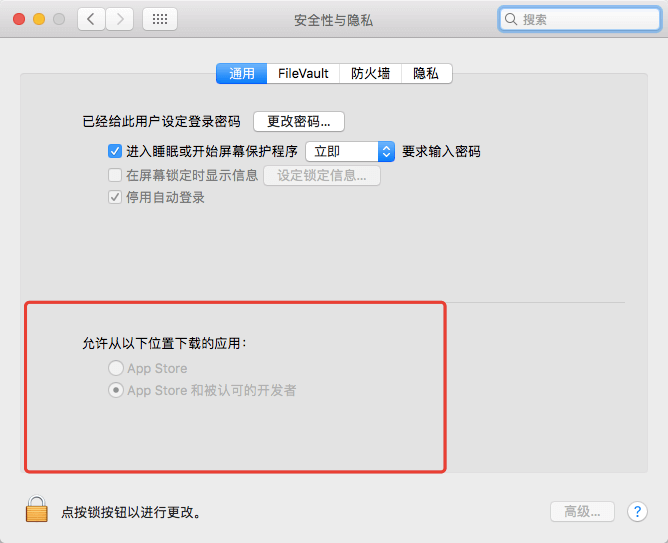 安全性与隐私
搜索
通用 FileVault 防火墙 隐私
已经给此用户设定登录密码 更改密码...
进入睡眠或开始屏幕保护程序 立即 要求输入密码
在屏幕锁定时显示信息 设定锁定信息...
停用自动登录
允许从以下位置下载的应用：
App Store
App Store 和被认可的开发者
点按锁按钮以进行更改。
高级... ?